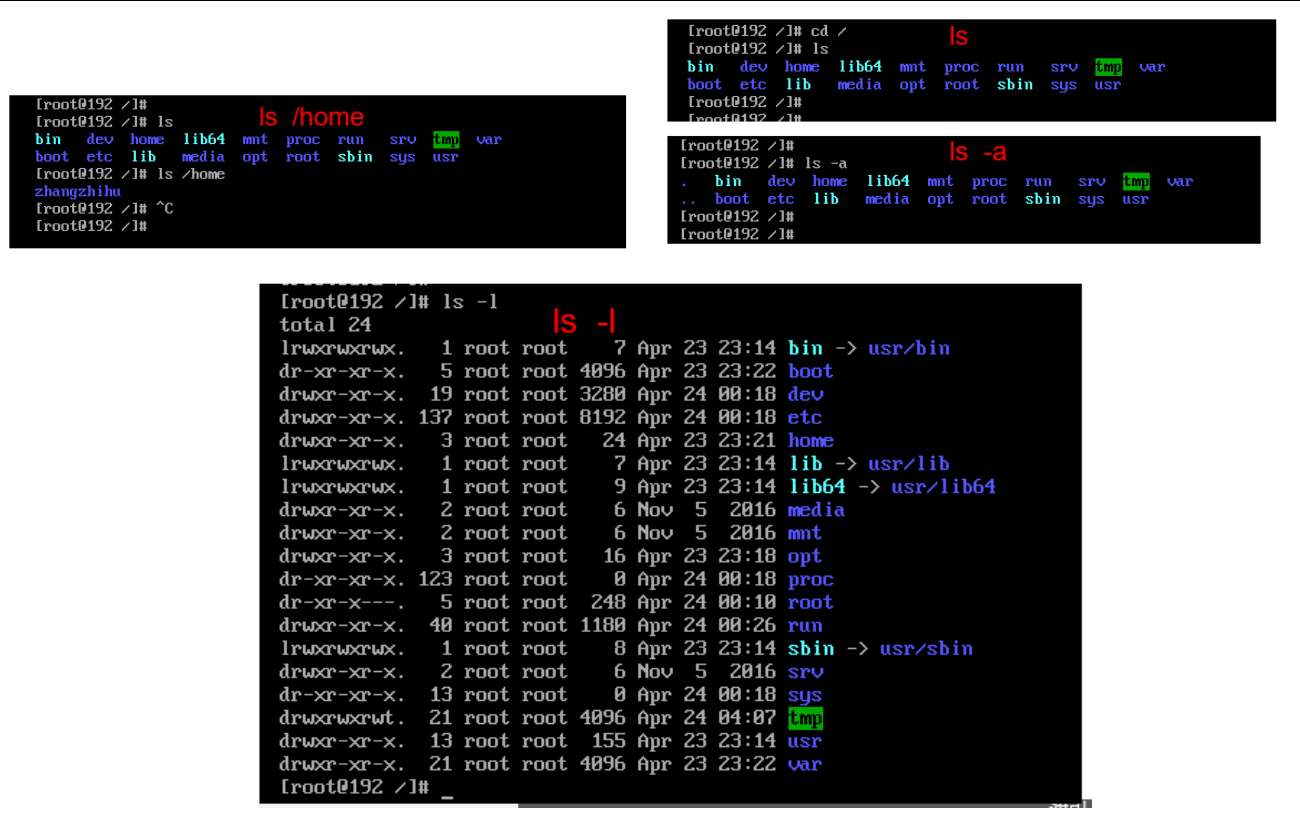 [root@192 /]#
[root@192 /]# ls
ls /home
bin dev home lib64 mnt proc run srv tmp var
boot etc lib media opt root sbin sys usr
[root@192 /]# ls /home
zhangzhihu
[root@192 /]# ^C
[root@192 /]#
[root@192 /]# cd /
ls
[root@192 /]# ls
bin dev home lib64 mnt proc run srv tmp var
boot etc lib media opt root sbin sys usr
[root@192 /]#
[root@192 /]#
[root@192 /]#
ls -a
[root@192 /]# ls -a
. bin dev home lib64 mnt proc run srv tmp var
.. boot etc lib media opt root sbin sys usr
[root@192 /]#
[root@192 /]#
[root@192 /]# ls -l
ls -l
total 24
lrwxrwxrwx. 1 root root 7 Apr 23 23:14 bin -> usr/bin
dr-xr-xr-x. 5 root root 4096 Apr 23 23:22 boot
drwxr-xr-x. 19 root root 3280 Apr 24 00:18 dev
drwxr-xr-x. 137 root root 8192 Apr 24 00:18 etc
drwxr-xr-x. 3 root root 24 Apr 23 23:21 home
lrwxrwxrwx. 1 root root 7 Apr 23 23:14 lib -> usr/lib
lrwxrwxrwx. 1 root root 9 Apr 23 23:14 lib64 -> usr/lib64
drwxr-xr-x. 2 root root 6 Nov 5 2016 media
drwxr-xr-x. 2 root root 6 Nov 5 2016 mnt
drwxr-xr-x. 3 root root 16 Apr 23 23:18 opt
dr-xr-xr-x. 123 root root 0 Apr 24 00:18 proc
dr-xr-x---. 5 root root 248 Apr 24 00:10 root
drwxr-xr-x. 40 root root 1180 Apr 24 00:26 run
lrwxrwxrwx. 1 root root 8 Apr 23 23:14 sbin -> usr/sbin
drwxr-xr-x. 2 root root 6 Nov 5 2016 srv
dr-xr-xr-x. 13 root root 0 Apr 24 00:18 sys
drwxrwxrwt. 21 root root 4096 Apr 24 04:07 tmp
drwxr-xr-x. 13 root root 155 Apr 23 23:14 usr
drwxr-xr-x. 21 root root 4096 Apr 23 23:22 var
[root@192 /]# _